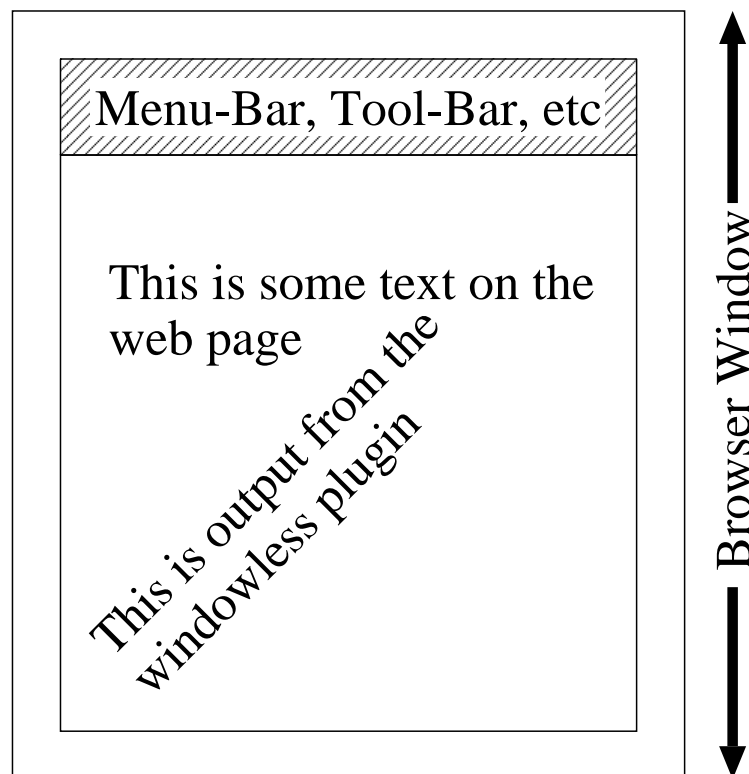 Menu-Bar, Tool-Bar, etc
This is some text on the
web page
This is output from the
windowless plugin
Browser Window